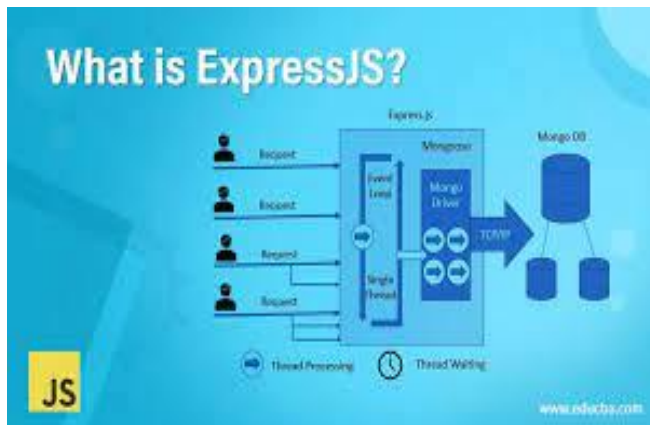 What is ExpressJS?
Express.js
Mongo DB
Request
Mongoose
Event
Loop
Mongo
Driver
Request
TCP/IP
Request
Single
Thread
Request
Thread Processing
Thread Waiting
JS
www.educba.com